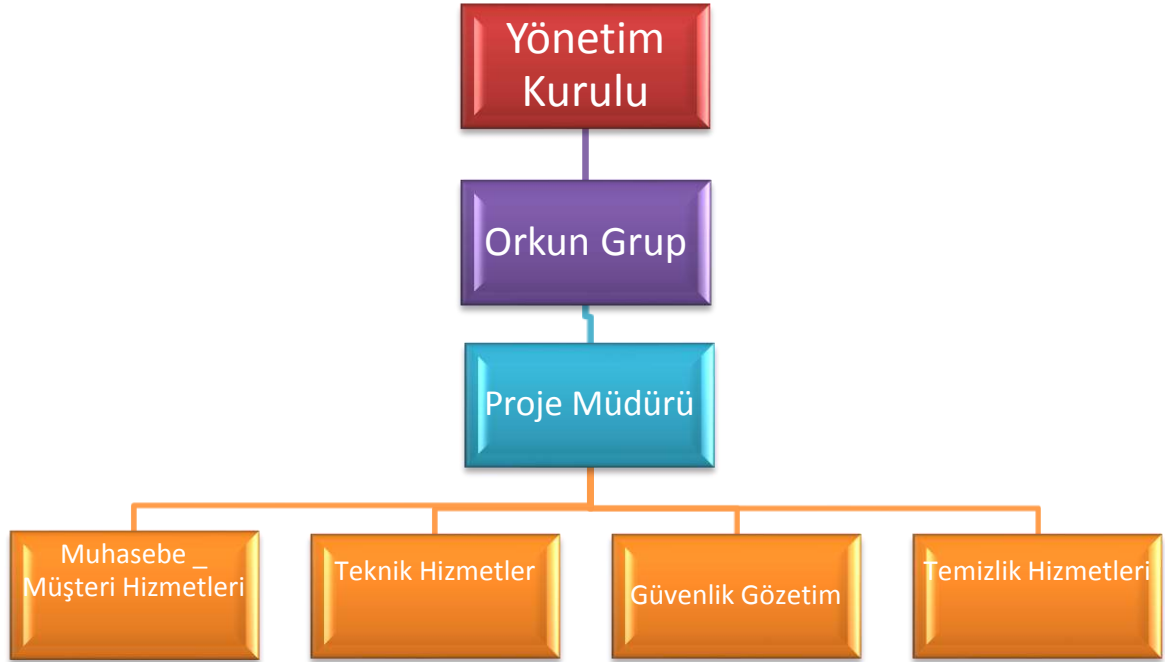 Yönetim
Kurulu
Orkun Grup
Proje Müdürü
Muhasebe _
Müşteri Hizmetleri
Teknik Hizmetler
Güvenlik Gözetim
Temizlik Hizmetleri